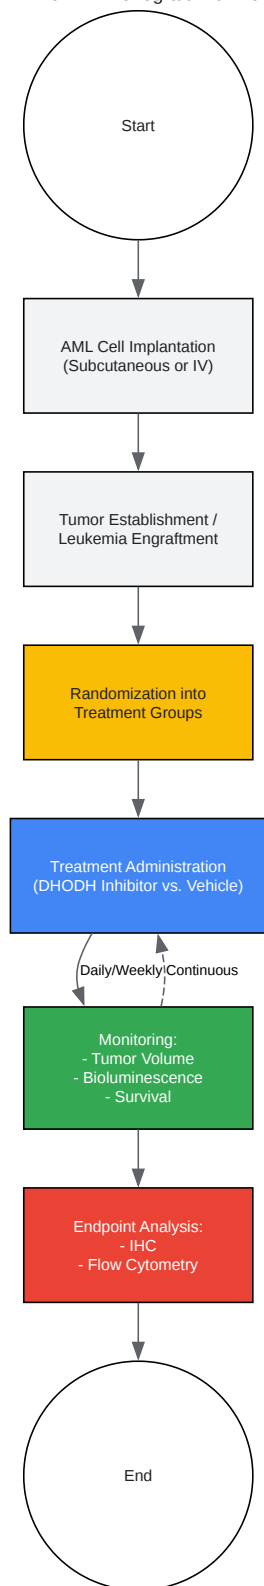 Start
AML Cell Implantation
(Subcutaneous or IV)
Tumor Establishment /
Leukemia Engraftment
Randomization into
Treatment Groups
Treatment Administration
(DHODH Inhibitor vs. Vehicle)
Daily/Weekly
Continuous
Monitoring:
- Tumor Volume
- Bioluminescence
- Survival
Endpoint Analysis:
- IHC
- Flow Cytometry
End